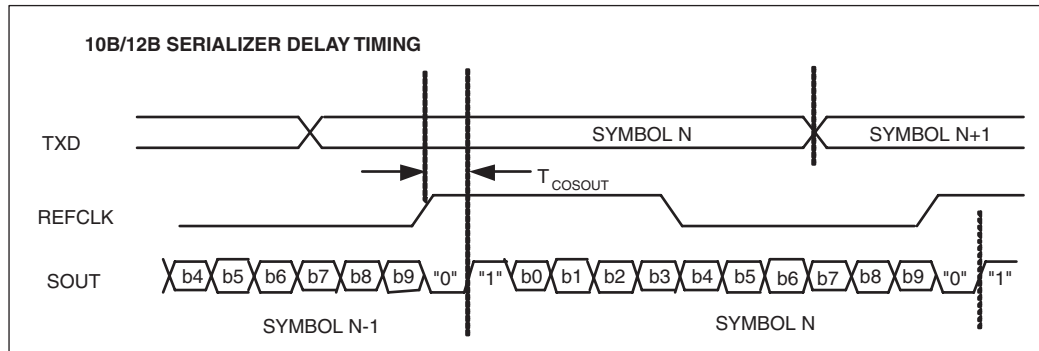 10B/12B SERIALIZER DELAY TIMING
TXD
SYMBOL N
SYMBOL N+1
T COSOUT
REFCLK
SOUT
b4 b5 b6 b7 b8 b9 "0" "1" b0 b1 b2 b3 b4 b5 b6 b7 b8 b9 "0" "1"
SYMBOL N-1
SYMBOL N